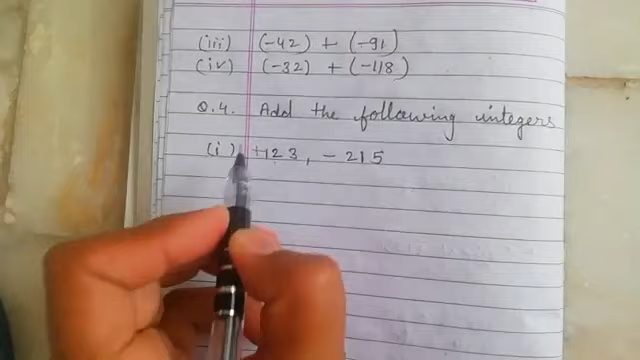 (iii) (-42) + (-91)
(iv) (-32) + (-118)
Q.4. Add the following integers
(i) +123, - 215